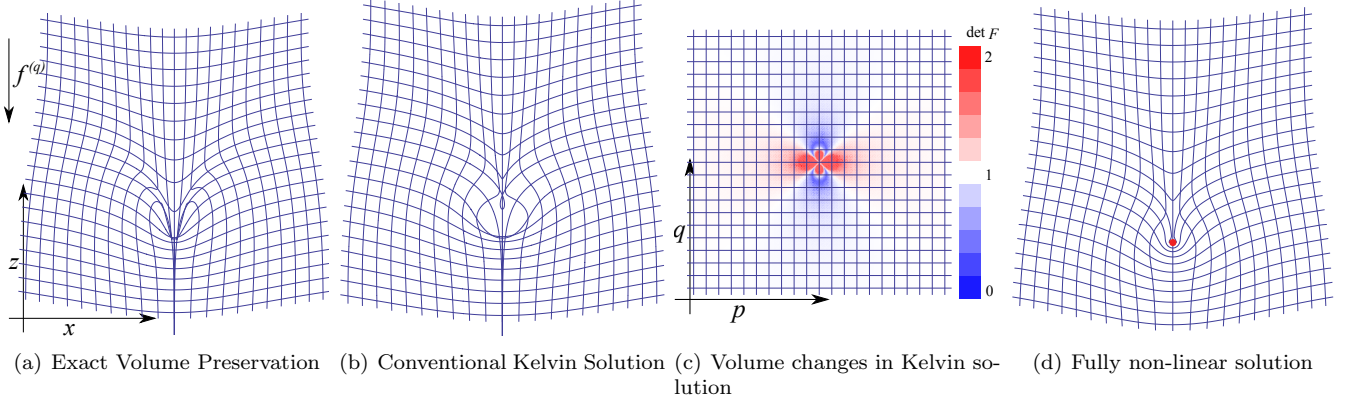 f^(q)
z
x
q
p
det F
2
1
0
(a) Exact Volume Preservation
(b) Conventional Kelvin Solution
(c) Volume changes in Kelvin so-
lution
(d) Fully non-linear solution